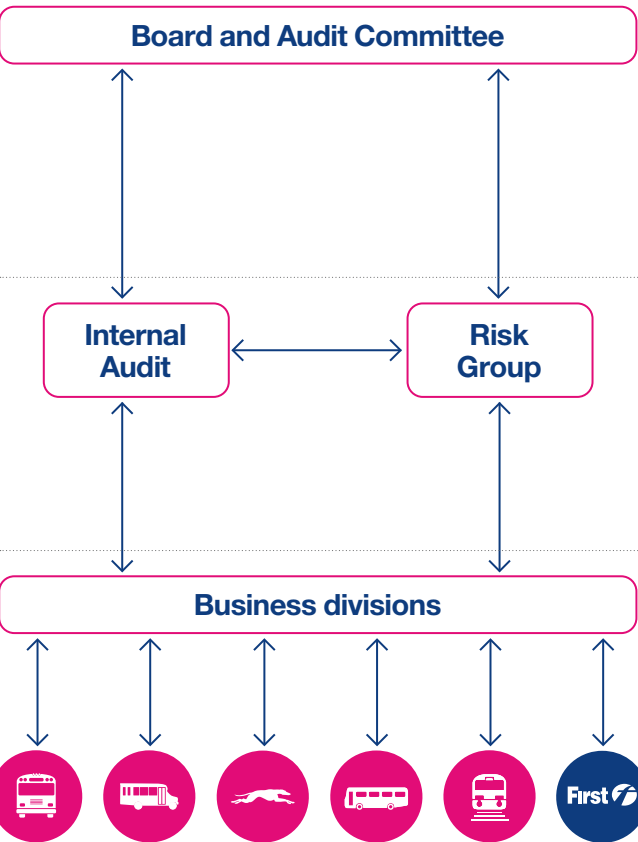 Board and Audit Committee
Internal
Audit
Risk
Group
Business divisions
First